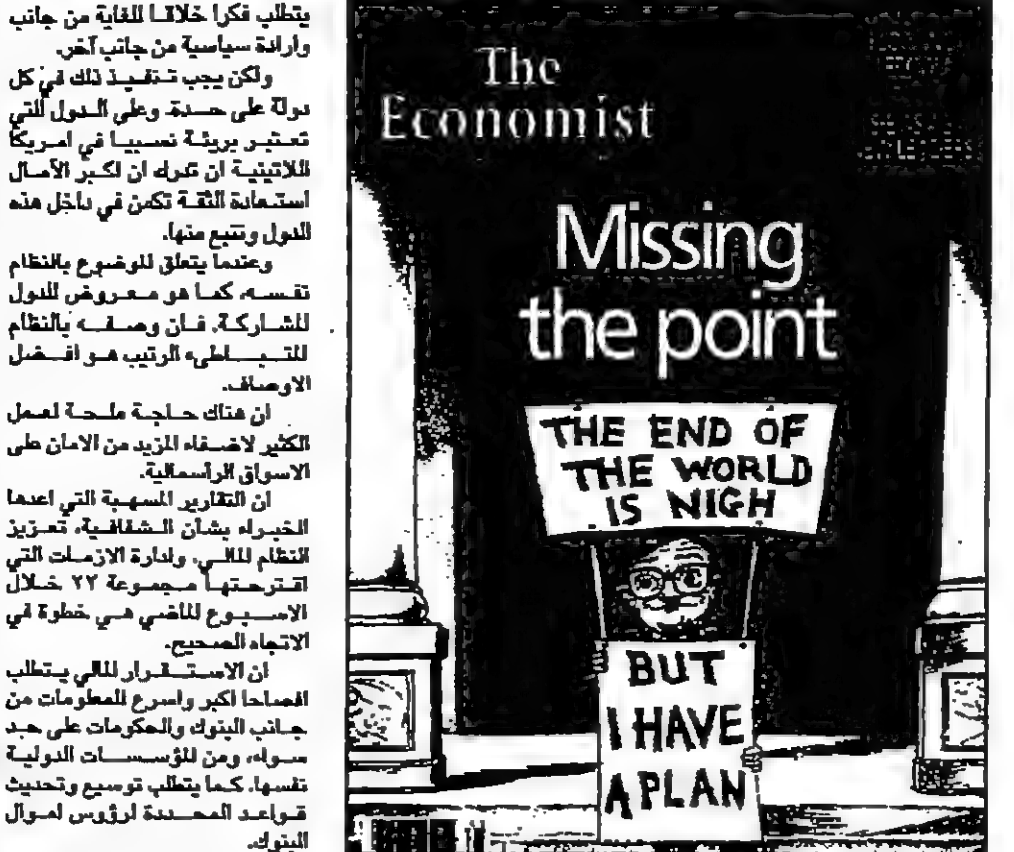 يتطلب فكرا خلاقا للغاية من جانب
وارادة سياسية من جانب آخر.
ولكن يجب تنفيذ ذلك في كل
دولة على حدة. وعلى الدول التي
تعتبر بريئة نسبيا في امريكا
اللاتينية ان تدرك ان اكبر الآمال
استعادة الثقة تكمن في داخل هذه
الدول وتنبع منها.
وعندما يتعلق الموضوع بالنظام
نفسه، كما هو معروض للدول
المشاركة. فان وصفه بالنظام
المتباطىء الرتيب هو افضل
الاوصاف.
ان هناك حاجة ملحة لعمل
الكثير لاضفاء المزيد من الامان على
الاسواق الرأسمالية.
ان التقارير المسهبة التي اعدها
الخبراء بشأن الشفافية، تعزيز
النظام المالي، وادارة الازمات التي
اقترحتها مجموعة ٢٢ خلال
الاسبوع الماضي هي خطوة في
الاتجاه الصحيح.
ان الاستقرار المالي يتطلب
افصاحا اكبر واسرع للمعلومات من
جانب البنوك والحكومات على حد
سواء، ومن المؤسسات الدولية
نفسها. كما يتطلب توسيع وتحديث
قواعد المحددة لرؤوس اموال
البنوك.
The
Economist
Missing
the point
THE END OF
THE WORLD
IS NIGH
BUT
I HAVE
A PLAN